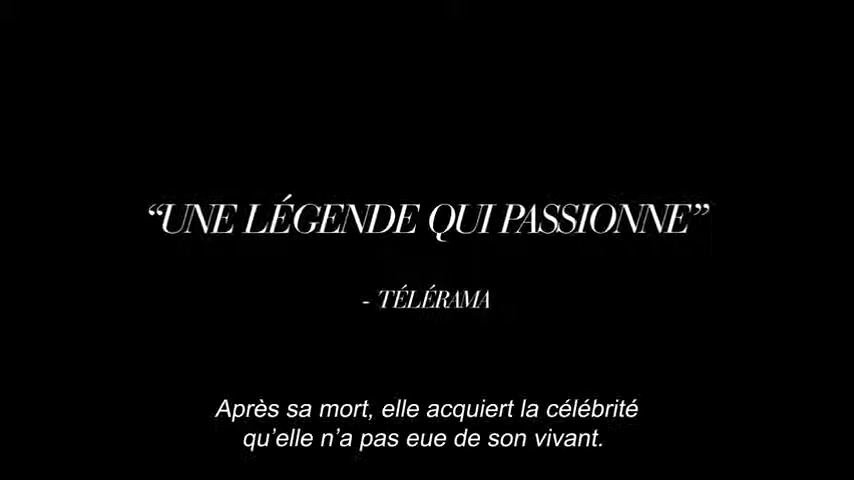 “UNE LÉGENDE QUI PASSIONNE”
- TÉLÉRAMA
Après sa mort, elle acquiert la célébrité
qu’elle n’a pas eue de son vivant.